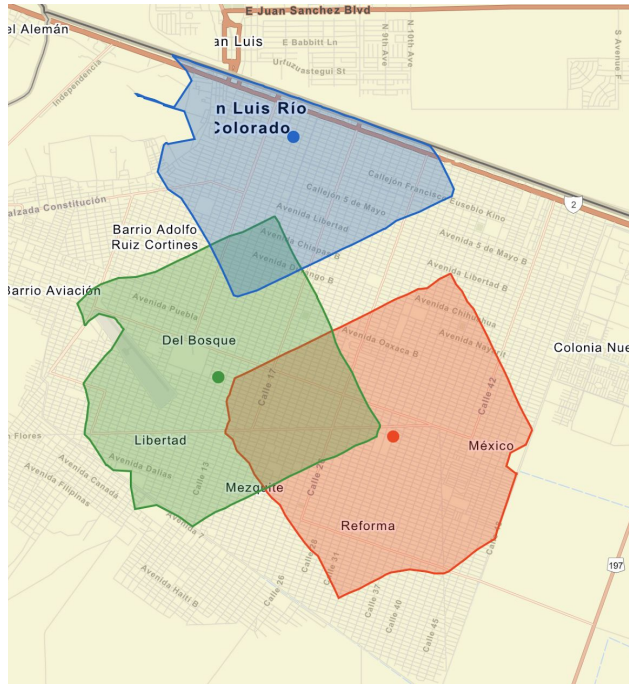 E Juan Sanchez Blvd
el Alemán
an Luis
E Babbitt Ln
N 9th Ave
N 10th Ave
S Avenue F
Urfuzuastegui St
Independencia
n Luis Río
Colorado
Callejón Francisco Eusebio Kino
Callejón 5 de Mayo
2
alzada Constitución
Avenida Libertad
Barrio Adolfo
Ruiz Cortines
Avenida 5 de Mayo B
Avenida Chiapas B
Avenida Durango B
Avenida Libertad B
Barrio Aviación
Avenida Puebla
Avenida Chihuahua
Del Bosque
Avenida Oaxaca B
Avenida Nayarit
Colonia Nue
Calle 17
Calle 42
n Flores
Libertad
México
Avenida Dalias
Avenida Canadá
Avenida Filipinas
Calle 13
Mezquite
Avenida 7
Reforma
Calle 28
Calle 31
197
Avenida Haití B
Calle 26
Calle 37
Calle 40
Calle 45